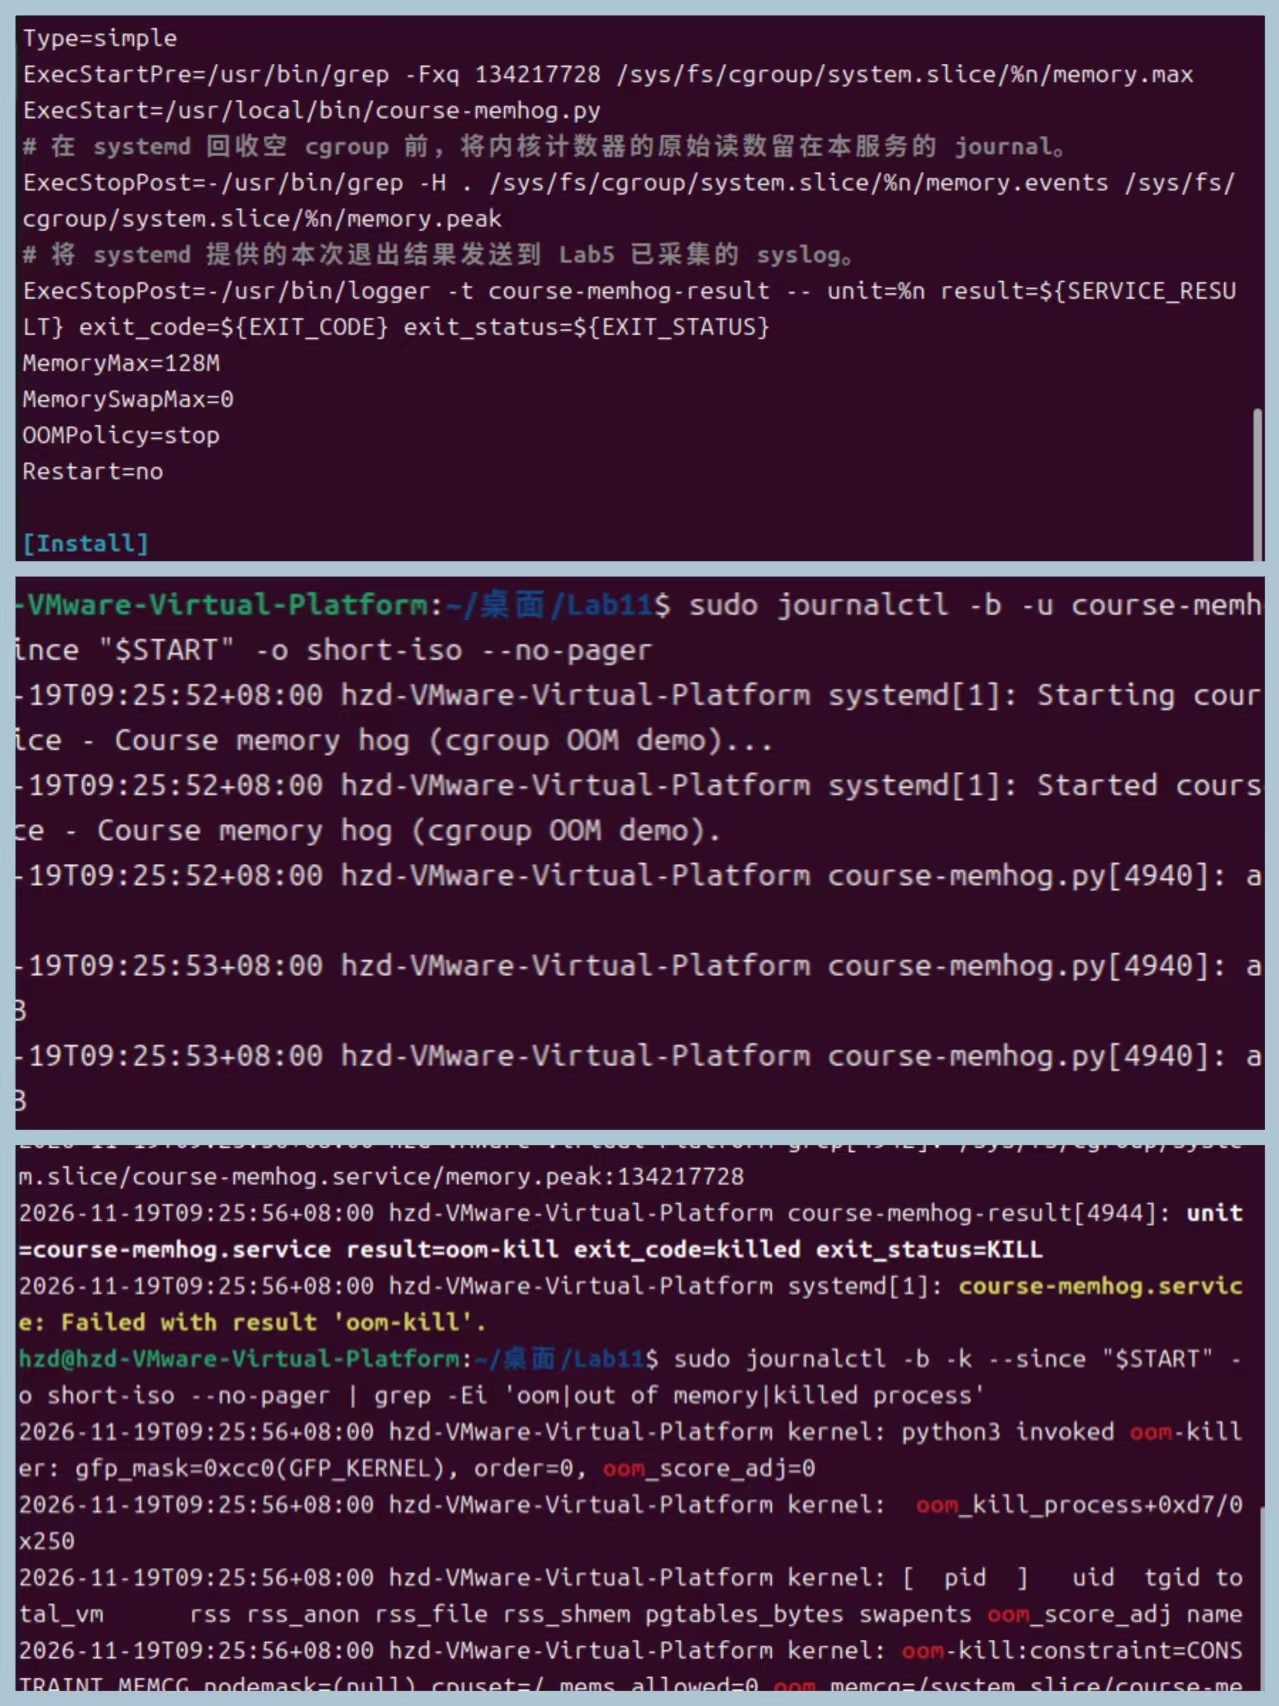 Type=simple
ExecStartPre=/usr/bin/grep -Fxq 134217728 /sys/fs/cgroup/system.slice/%n/memory.max
ExecStart=/usr/local/bin/course-memhog.py
# 在 systemd 回收空 cgroup 前，将内核计数器的原始读数留在本服务的 journal。
ExecStopPost=-/usr/bin/grep -H . /sys/fs/cgroup/system.slice/%n/memory.events /sys/fs/
cgroup/system.slice/%n/memory.peak
# 将 systemd 提供的本次退出结果发送到 Lab5 已采集的 syslog。
ExecStopPost=-/usr/bin/logger -t course-memhog-result -- unit=%n result=${SERVICE_RESU
LT} exit_code=${EXIT_CODE} exit_status=${EXIT_STATUS}
MemoryMax=128M
MemorySwapMax=0
OOMPolicy=stop
Restart=no
[Install]
-VMware-Virtual-Platform:~/桌面/Lab11$ sudo journalctl -b -u course-memh
ince "$START" -o short-iso --no-pager
-19T09:25:52+08:00 hzd-VMware-Virtual-Platform systemd[1]: Starting cour
ice - Course memory hog (cgroup OOM demo)...
-19T09:25:52+08:00 hzd-VMware-Virtual-Platform systemd[1]: Started cours
ce - Course memory hog (cgroup OOM demo).
-19T09:25:52+08:00 hzd-VMware-Virtual-Platform course-memhog.py[4940]: a
-19T09:25:53+08:00 hzd-VMware-Virtual-Platform course-memhog.py[4940]: a
B
-19T09:25:53+08:00 hzd-VMware-Virtual-Platform course-memhog.py[4940]: a
B
m.slice/course-memhog.service/memory.peak:134217728
2026-11-19T09:25:56+08:00 hzd-VMware-Virtual-Platform course-memhog-result[4944]: unit
=course-memhog.service result=oom-kill exit_code=killed exit_status=KILL
2026-11-19T09:25:56+08:00 hzd-VMware-Virtual-Platform systemd[1]: course-memhog.servic
e: Failed with result 'oom-kill'.
hzd@hzd-VMware-Virtual-Platform:~/桌面/Lab11$ sudo journalctl -b -k --since "$START" -
o short-iso --no-pager | grep -Ei 'oom|out of memory|killed process'
2026-11-19T09:25:56+08:00 hzd-VMware-Virtual-Platform kernel: python3 invoked oom-kill
er: gfp_mask=0xcc0(GFP_KERNEL), order=0, oom_score_adj=0
2026-11-19T09:25:56+08:00 hzd-VMware-Virtual-Platform kernel:  oom_kill_process+0xd7/0
x250
2026-11-19T09:25:56+08:00 hzd-VMware-Virtual-Platform kernel: [  pid  ]   uid  tgid to
tal_vm      rss rss_anon rss_file rss_shmem pgtables_bytes swapents oom_score_adj name
2026-11-19T09:25:56+08:00 hzd-VMware-Virtual-Platform kernel: oom-kill:constraint=CONS
TRAINT_MEMCG,nodemask=(null),cpuset=/,mems_allowed=0,oom_memcg=/system.slice/course-me